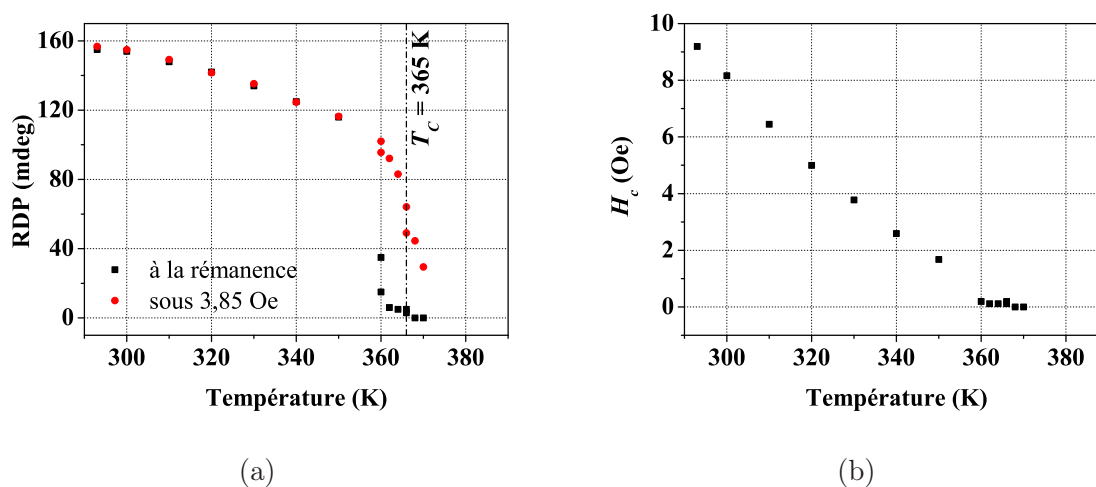 160
120
80
40
0
RDP (mdeg)
T_C = 365 K
à la rémanence
sous 3,85 Oe
300 320 340 360 380
Température (K)
(a)
10
8
6
4
2
0
H_c (Oe)
300 320 340 360 380
Température (K)
(b)